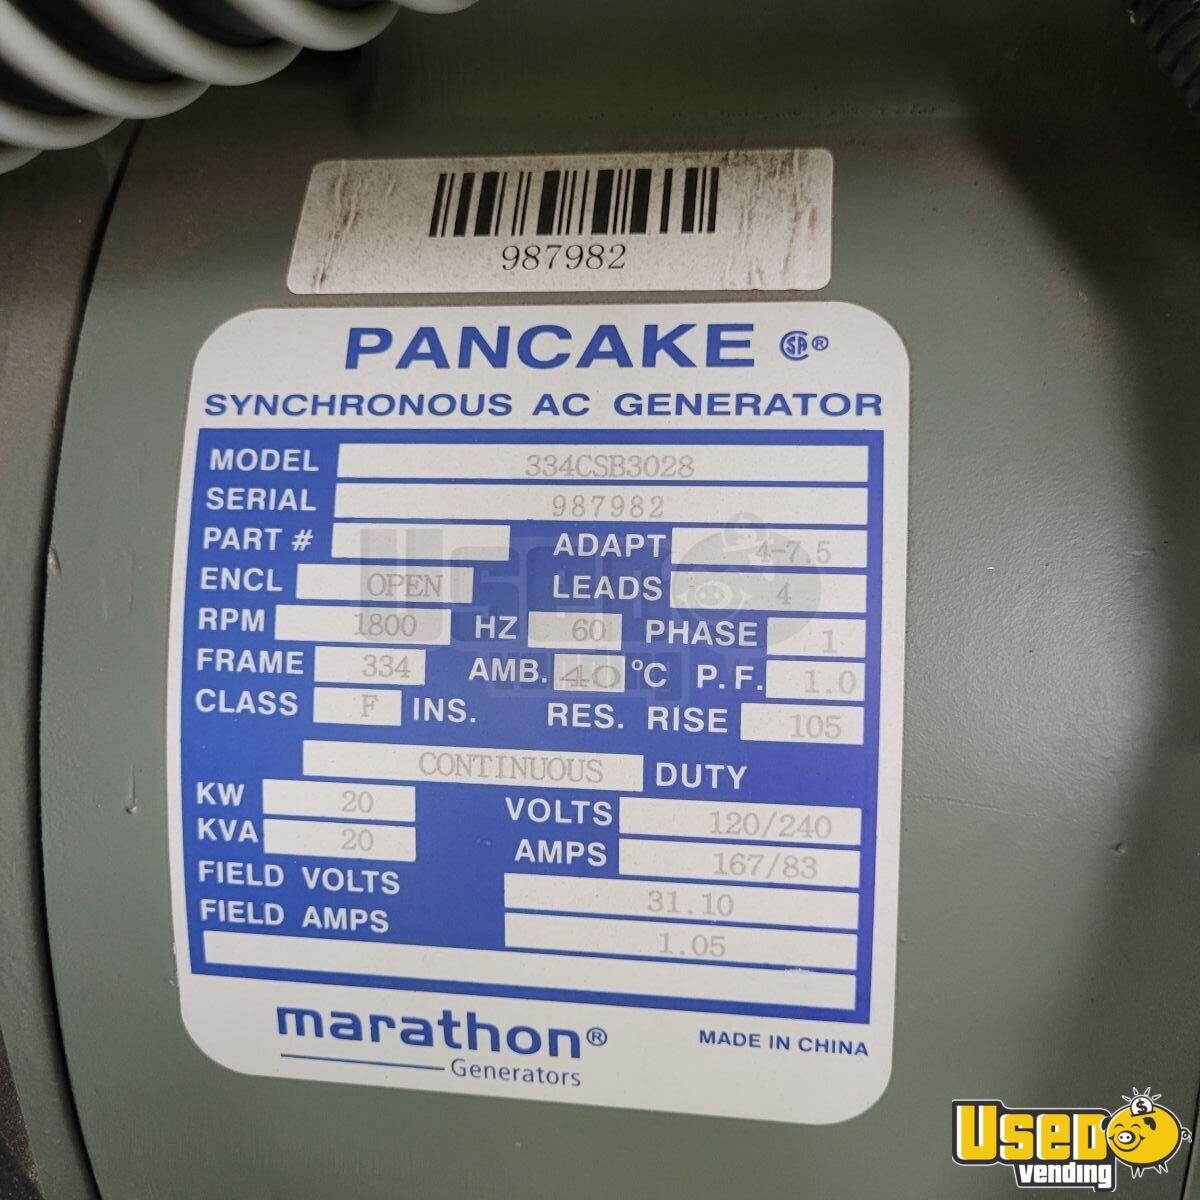 987982
PANCAKE SA®
SYNCHRONOUS AC GENERATOR
MODEL 334CSB3028
SERIAL 987982
PART # ADAPT 4-7.5
ENCL OPEN LEADS 4
RPM 1800 HZ 60 PHASE 1
FRAME 334 AMB. 40 °C P.F. 1.0
CLASS F INS. RES. RISE 105
CONTINUOUS DUTY
KW 20 VOLTS 120/240
KVA 20 AMPS 167/83
FIELD VOLTS 31.10
FIELD AMPS 1.05
marathon®
Generators
MADE IN CHINA
USED
vending
USED
vending